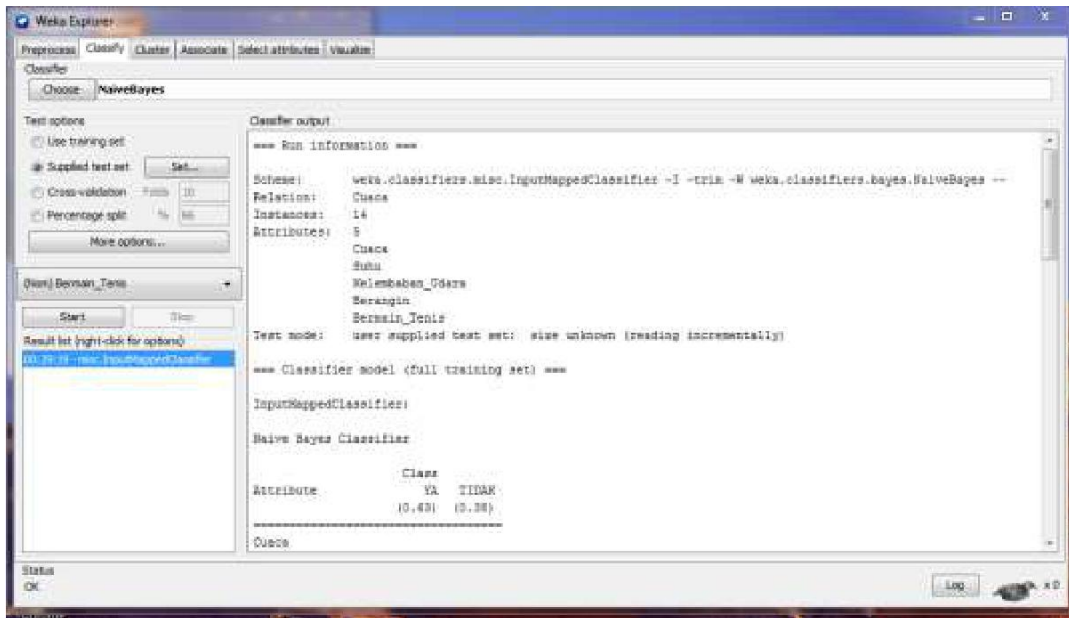 Weka Explorer
Preprocess Classify Cluster Associate Select attributes Visualize
Classifier
Choose NaiveBayes
Test options
Use training set
Supplied test set Set...
Cross-validation Folds 10
Percentage split % 66
More options...
(Nom) Bermain_Tenis
Start Stop
Result list (right-click for options)
00:39:19 - misc.InputMappedClassifier
Classifier output
=== Run information ===
Scheme: weka.classifiers.misc.InputMappedClassifier -I -trim -W weka.classifiers.bayes.NaiveBayes --
Relation: Cuaca
Instances: 14
Attributes: 5
Cuaca
Suhu
Kelembaban_Udara
Berangin
Bermain_Tenis
Test mode: user supplied test set: size unknown (reading incrementally)
=== Classifier model (full training set) ===
InputMappedClassifier:
Naive Bayes Classifier
Class
Attribute YA TIDAK
(0.63) (0.38)
==================================
Cuaca
Status
OK
Log x 0